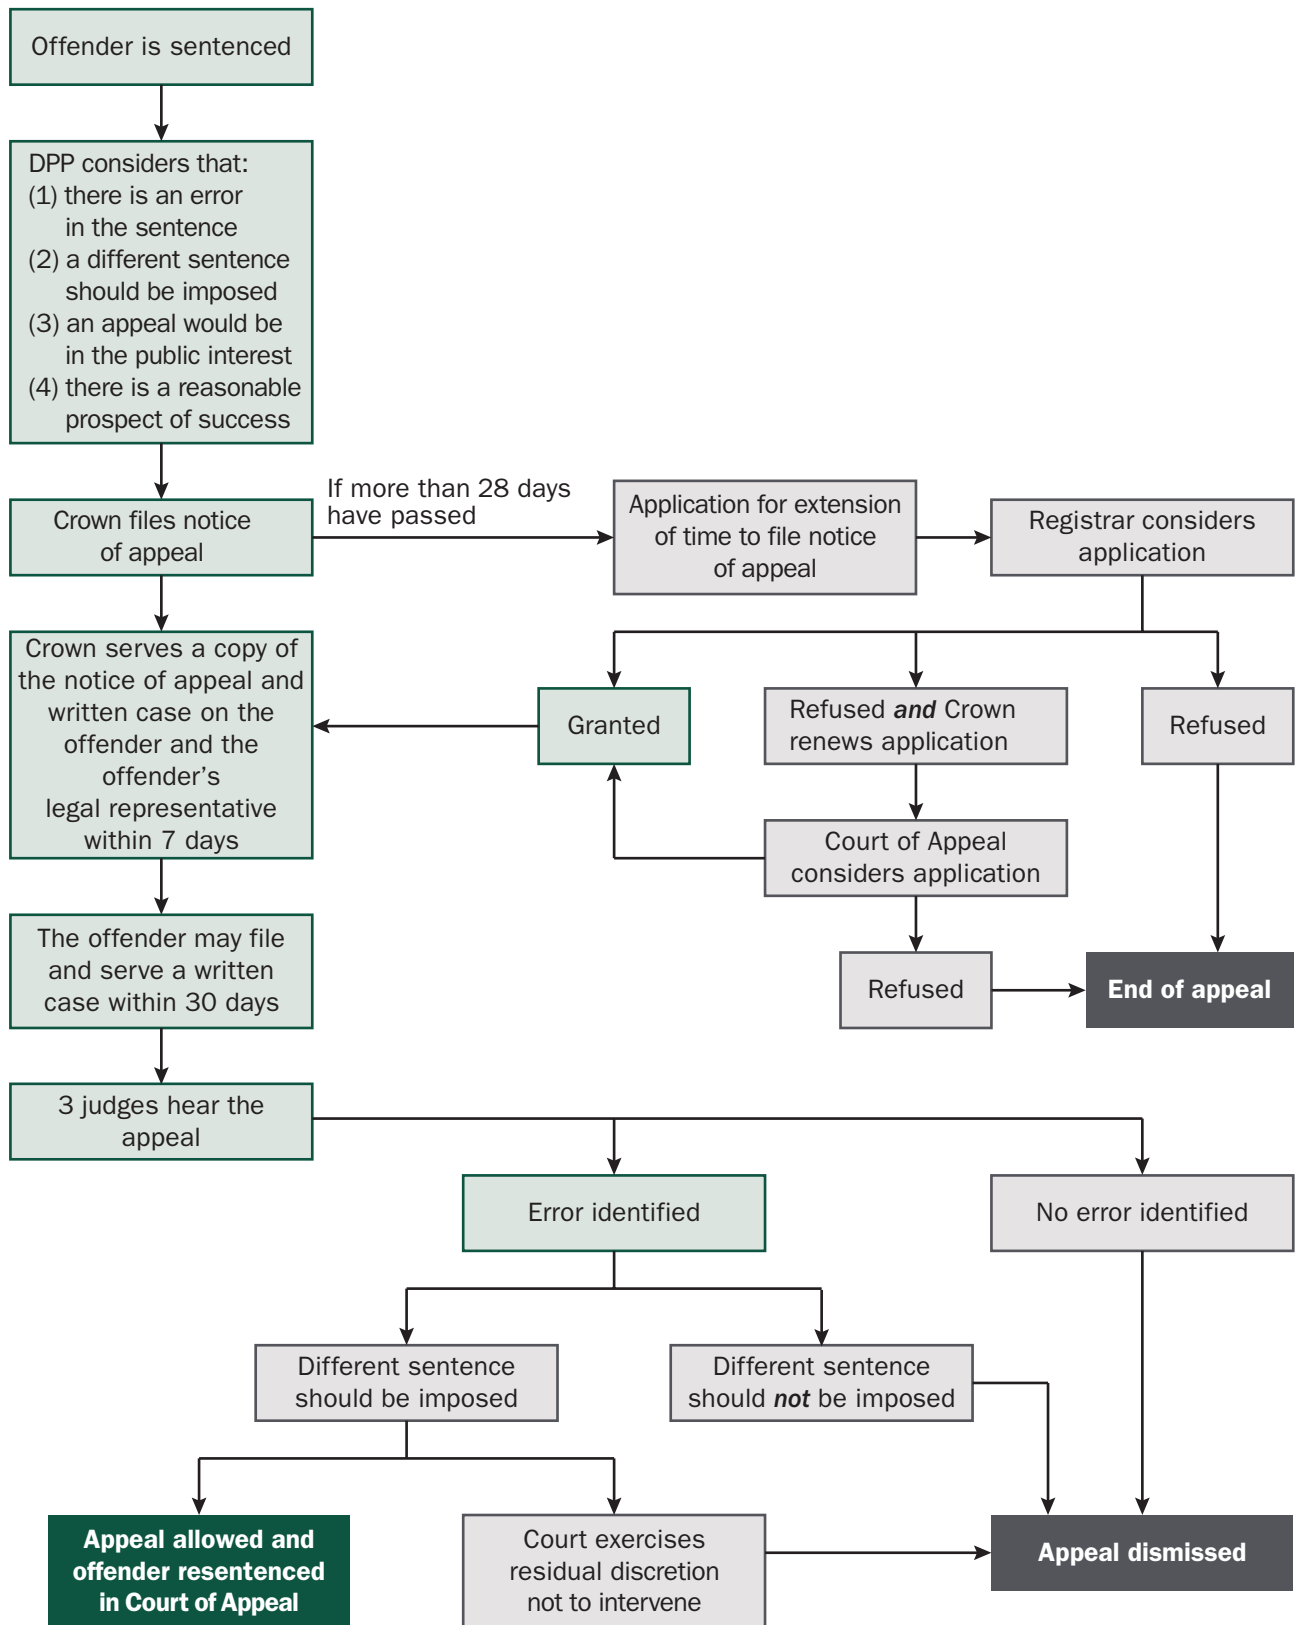 Offender is sentenced
DPP considers that:
(1) there is an error
in the sentence
(2) a different sentence
should be imposed
(3) an appeal would be
in the public interest
(4) there is a reasonable
prospect of success
Crown files notice
of appeal
If more than 28 days
have passed
Application for extension
of time to file notice
of appeal
Registrar considers
application
Crown serves a copy of
the notice of appeal and
written case on the
offender and the
offender’s
legal representative
within 7 days
Granted
Refused and Crown
renews application
Refused
Court of Appeal
considers application
The offender may file
and serve a written
case within 30 days
Refused
End of appeal
3 judges hear the
appeal
Error identified
No error identified
Different sentence
should be imposed
Different sentence
should not be imposed
Appeal allowed and
offender resentenced
in Court of Appeal
Court exercises
residual discretion
not to intervene
Appeal dismissed